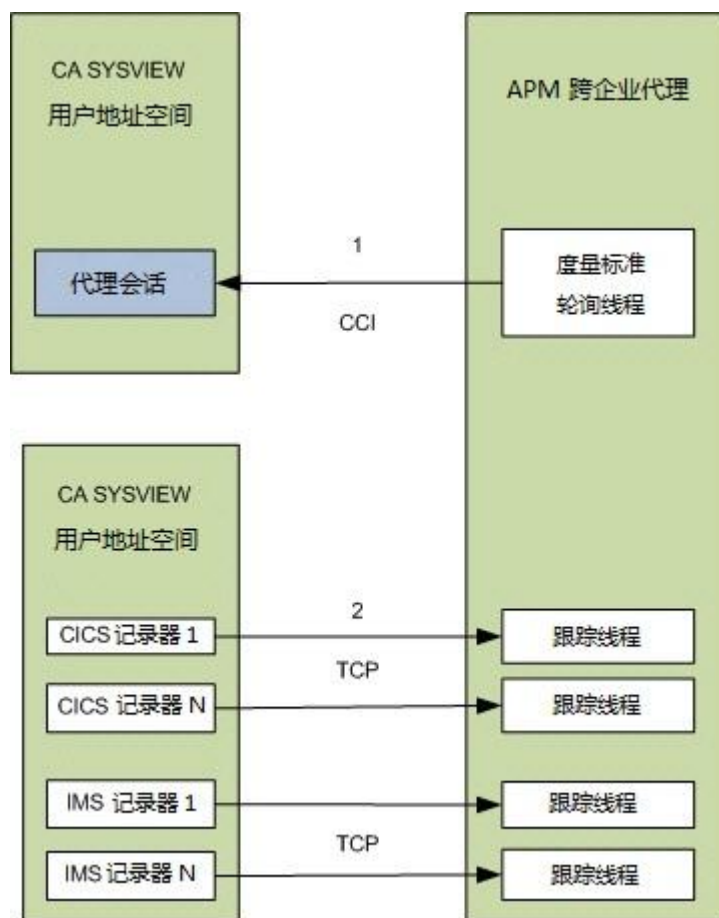 CA SYSVIEW
用户地址空间
代理会话
1
CCI
APM 跨企业代理
度量标准
轮询线程
CA SYSVIEW
用户地址空间
CICS 记录器 1
2
跟踪线程
TCP
CICS 记录器 N
跟踪线程
IMS 记录器 1
跟踪线程
TCP
IMS 记录器 N
跟踪线程